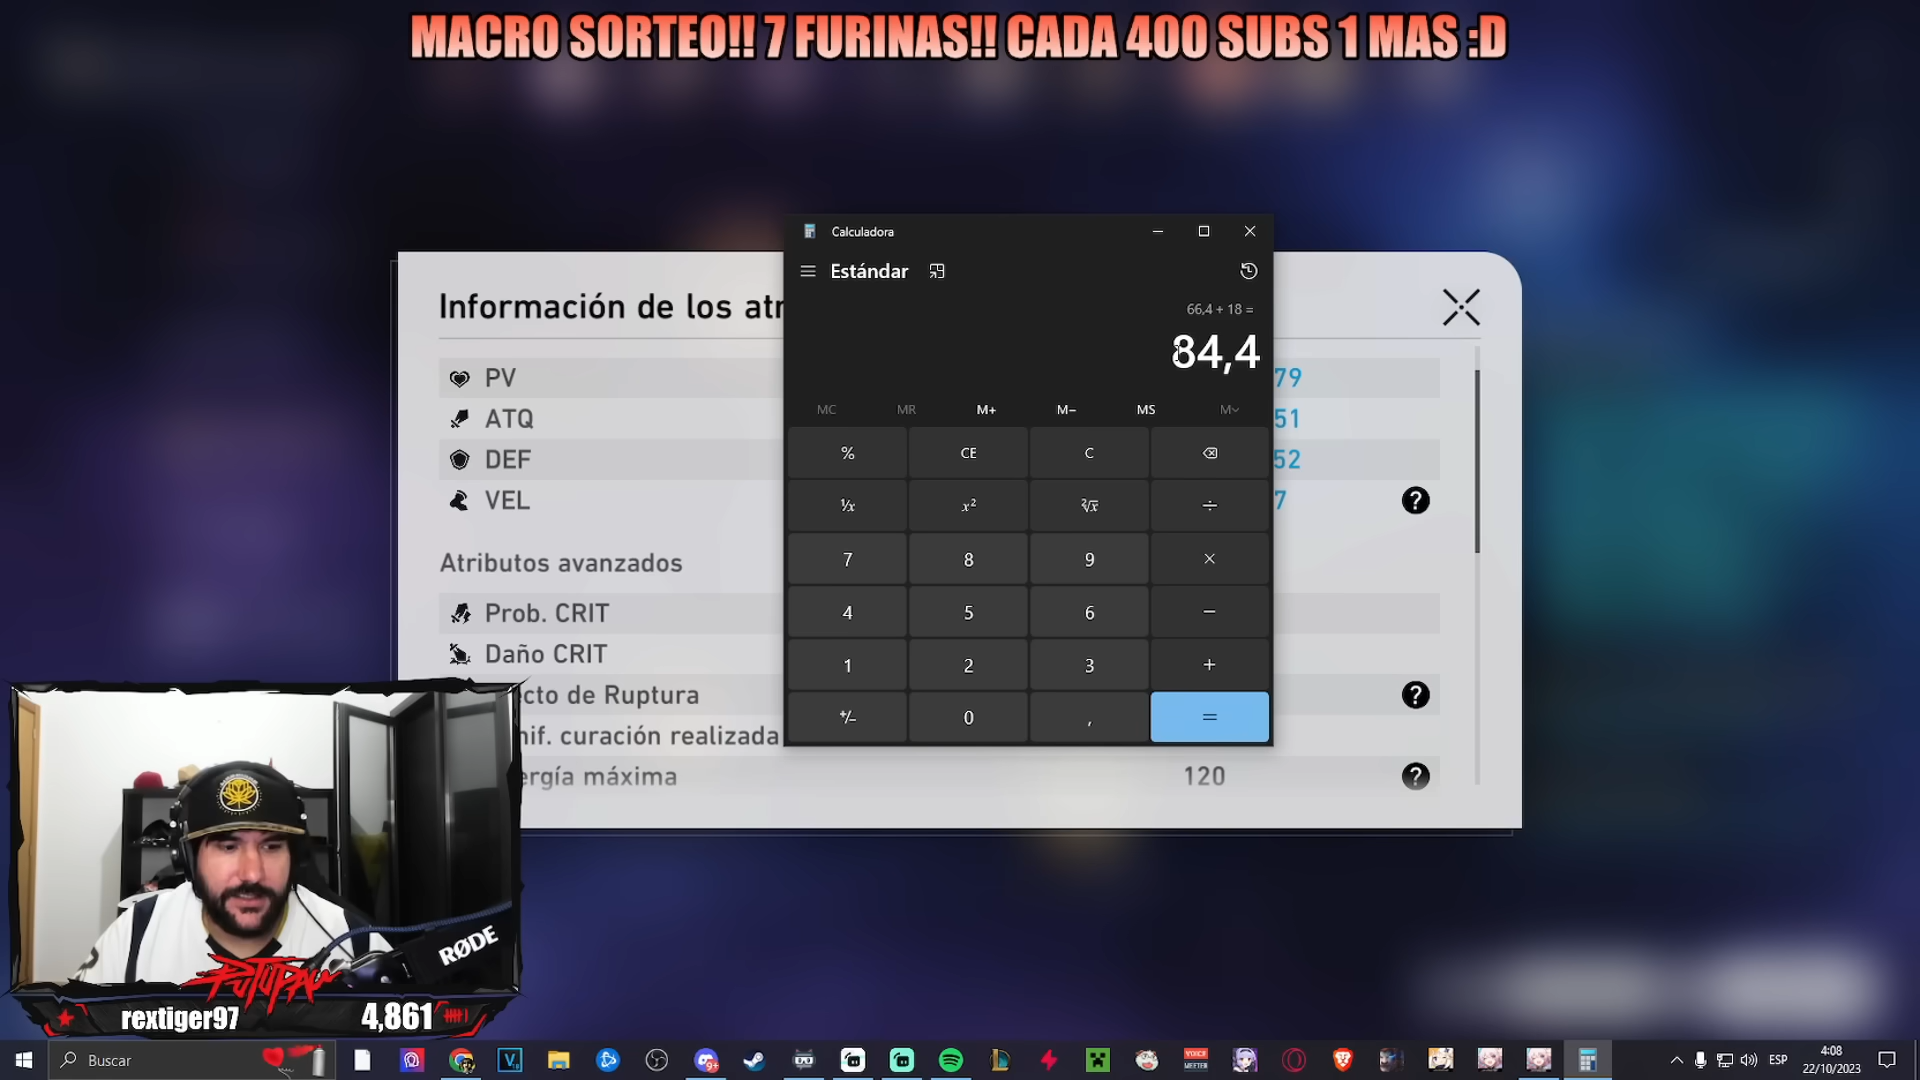 MACRO SORTEO!! 7 FURINAS!! CADA 400 SUBS 1 MAS :D
Calculadora
Estándar
66,4 + 18 =
84,4
MC MR M+ M− MS M
% CE C
¹/x x² ²√x ÷
7 8 9 ×
4 5 6 −
1 2 3 +
+/− 0 , =
Información de los atr
PV 79
ATQ 51
DEF 52
VEL 7 ?
Atributos avanzados
Prob. CRIT
Daño CRIT
cto de Ruptura ?
nif. curación realizada
ergía máxima 120 ?
RØDE
rextiger97 4,861
Buscar
VOICE
ESP
4:08
22/10/2023